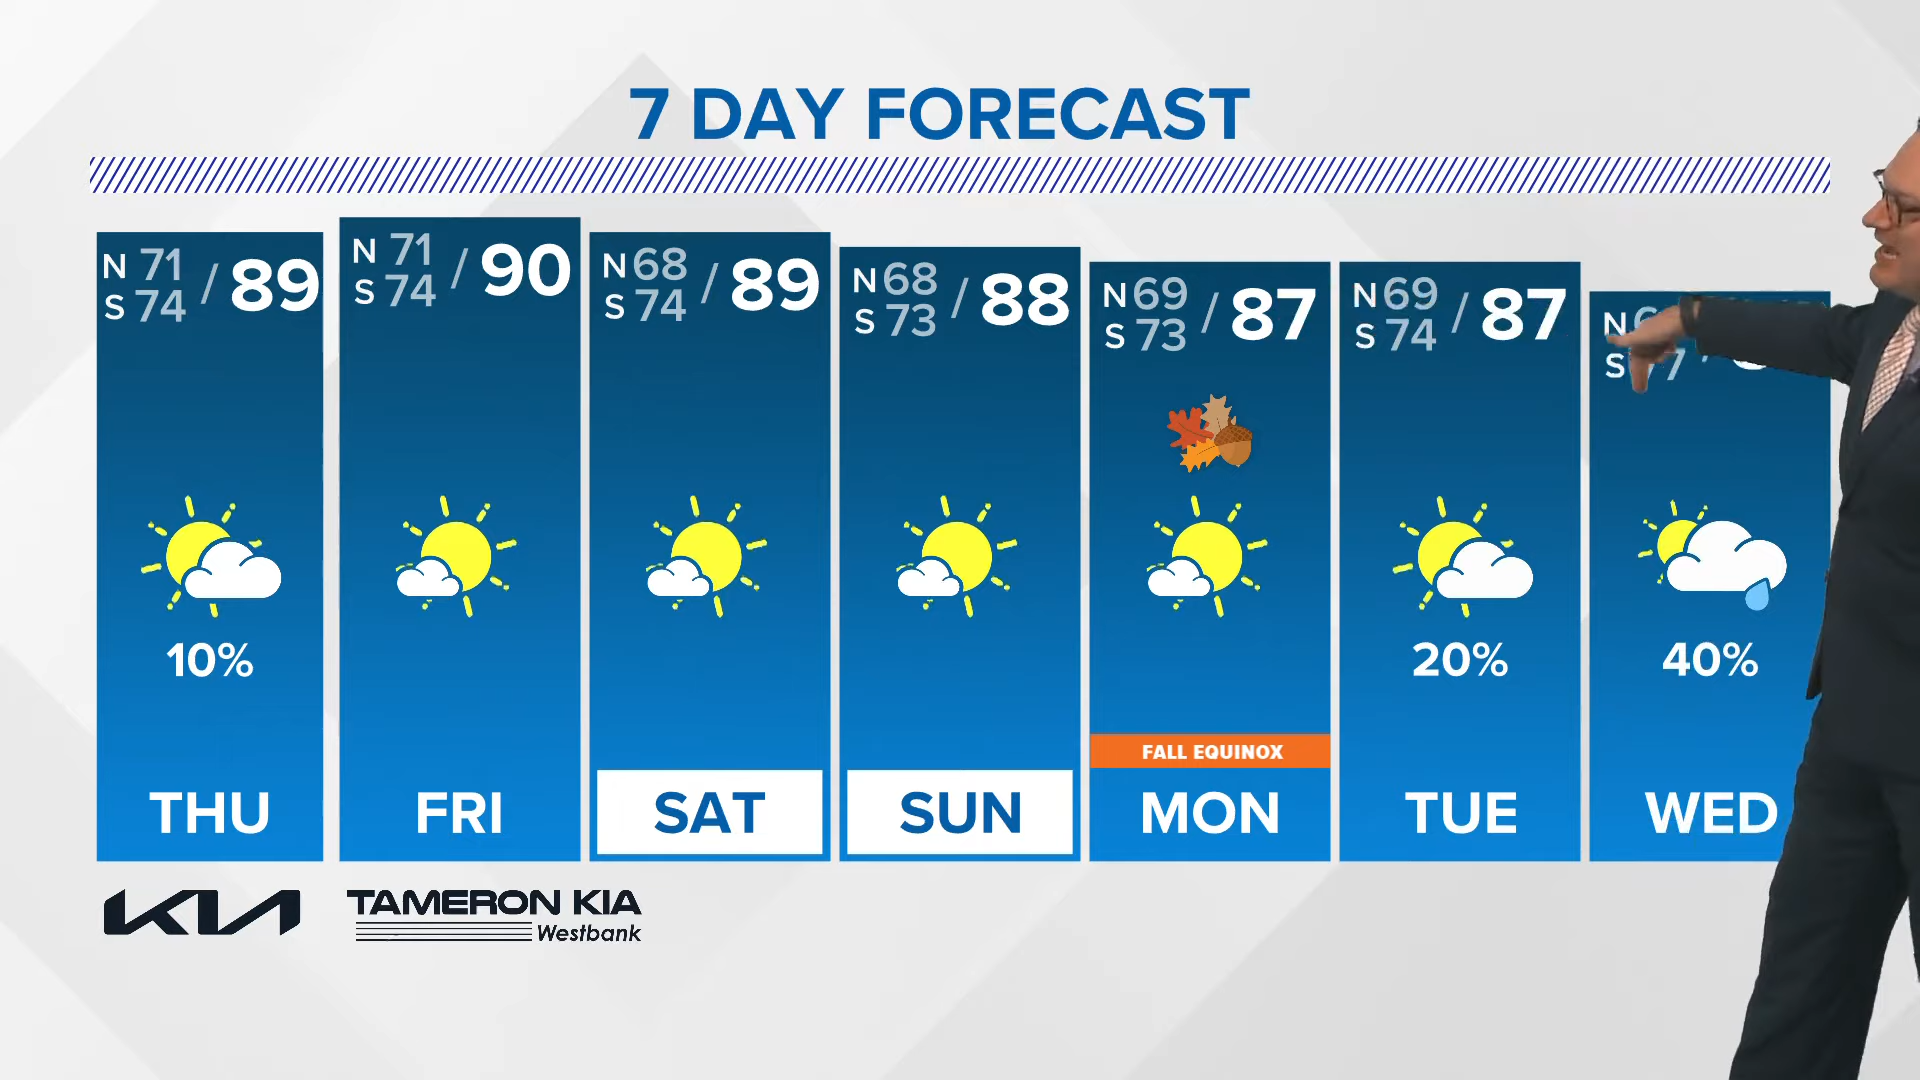 7 DAY FORECAST
N 71 / 89
S 74
N 71 / 90
S 74
N 68 / 89
S 74
N 68 / 88
S 73
N 69 / 87
S 73
N 69 / 87
S 74
N
S
10%
20%
40%
FALL EQUINOX
THU
FRI
SAT
SUN
MON
TUE
WED
KIA
TAMERON KIA
Westbank